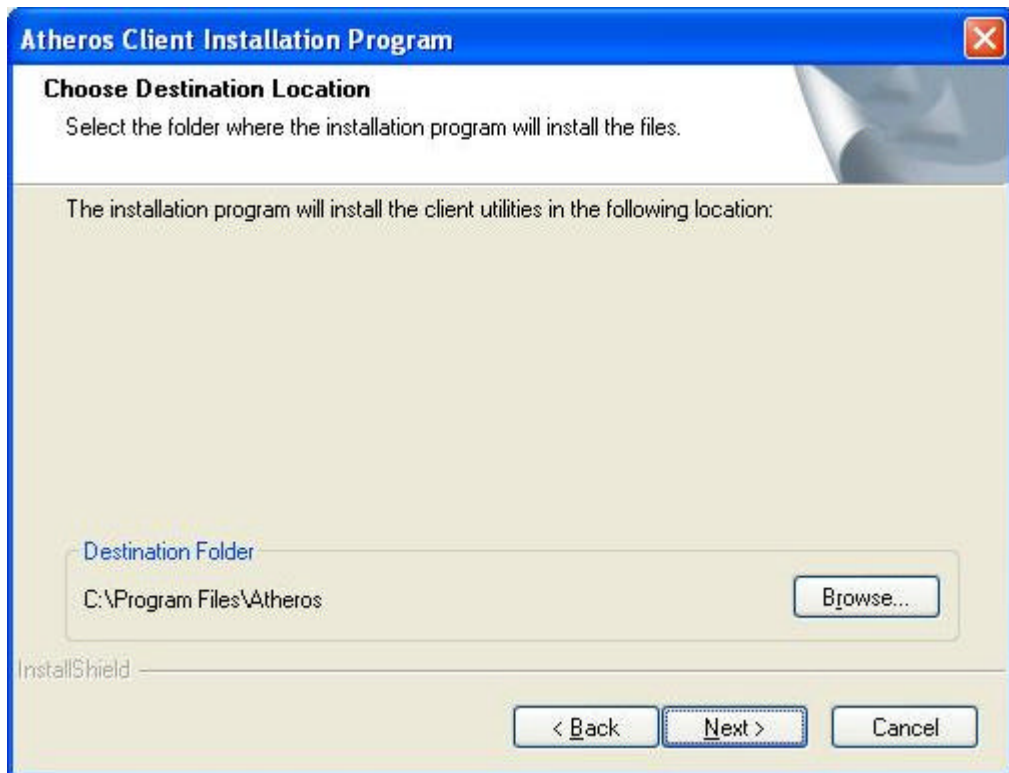 Atheros Client Installation Program
Choose Destination Location
Select the folder where the installation program will install the files.
The installation program will install the client utilities in the following location:
Destination Folder
C:\Program Files\Atheros
Browse...
InstallShield
< Back
Next >
Cancel